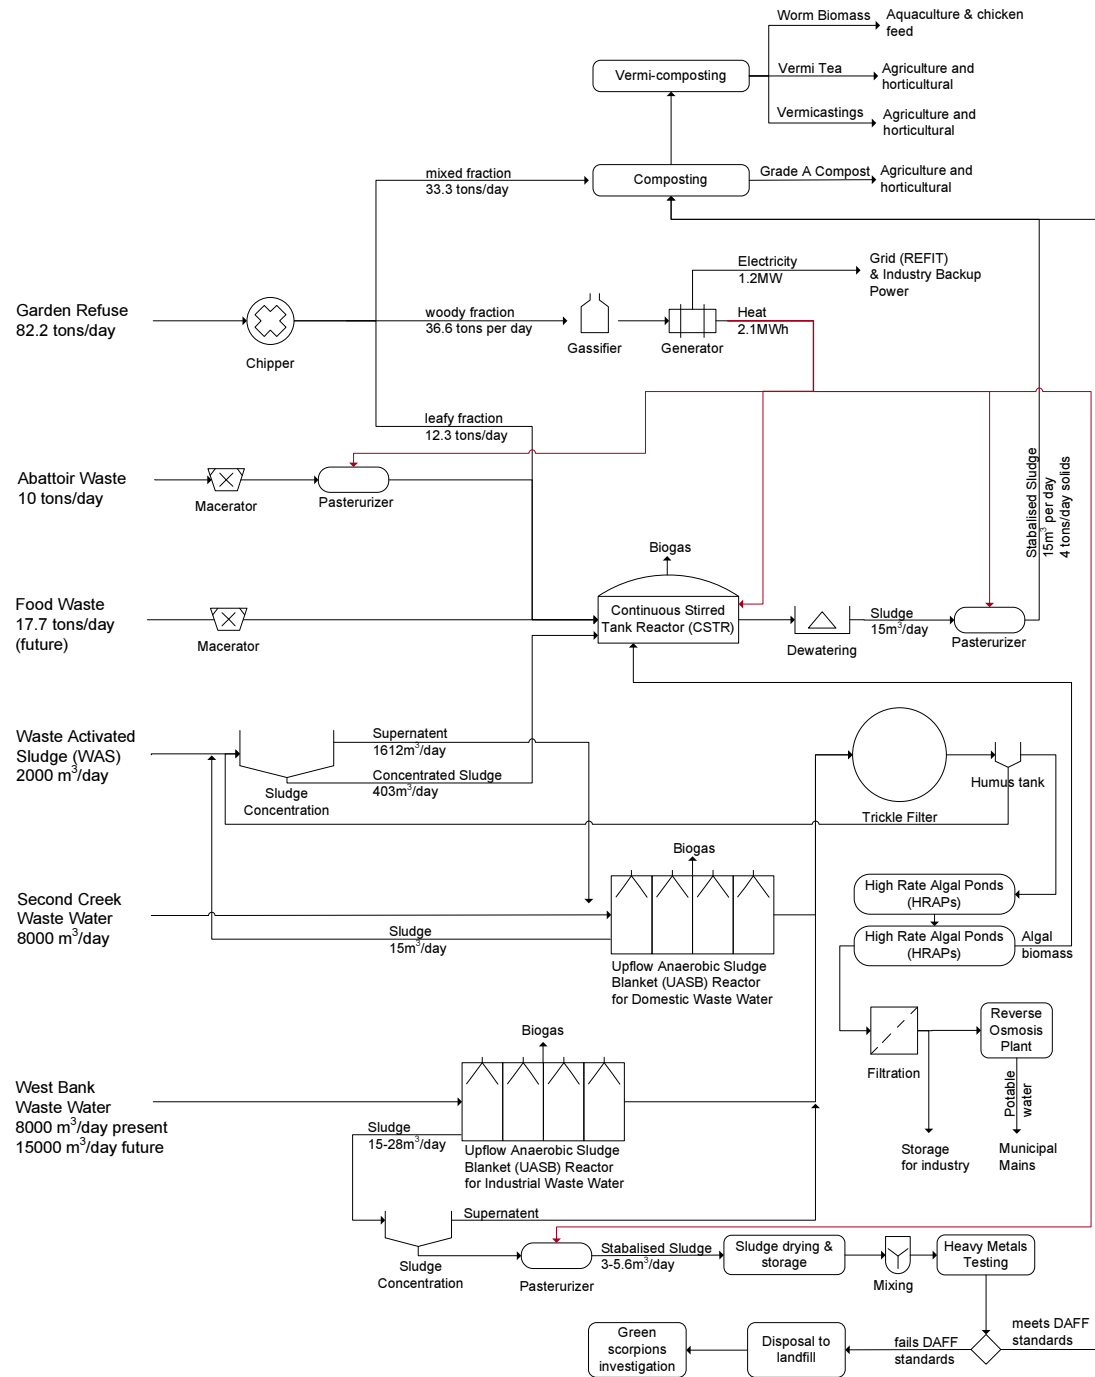 Worm Biomass
Aquaculture & chicken
feed
Vermi-composting
Vermi Tea
Agriculture and
horticultural
Vermicastings
Agriculture and
horticultural
mixed fraction
33.3 tons/day
Composting
Grade A Compost
Agriculture and
horticultural
Electricity
1.2MW
Grid (REFIT)
& Industry Backup
Power
Garden Refuse
82.2 tons/day
Chipper
woody fraction
36.6 tons per day
Gassifier
Generator
Heat
2.1MWh
leafy fraction
12.3 tons/day
Abattoir Waste
10 tons/day
Macerator
Pasterurizer
Stabalised Sludge
15m³ per day
4 tons/day solids
Biogas
Food Waste
17.7 tons/day
(future)
Macerator
Continuous Stirred
Tank Reactor (CSTR)
Dewatering
Sludge
15m³/day
Pasterurizer
Waste Activated
Sludge (WAS)
2000 m³/day
Supernatent
1612m³/day
Concentrated Sludge
403m³/day
Sludge
Concentration
Humus tank
Trickle Filter
Biogas
Second Creek
Waste Water
8000 m³/day
Sludge
15m³/day
Upflow Anaerobic Sludge
Blanket (UASB) Reactor
for Domestic Waste Water
High Rate Algal Ponds
(HRAPs)
High Rate Algal Ponds
(HRAPs)
Algal
biomass
Filtration
Reverse
Osmosis
Plant
Potable
water
Storage
for industry
Municipal
Mains
Biogas
West Bank
Waste Water
8000 m³/day present
15000 m³/day future
Sludge
15-28m³/day
Upflow Anaerobic Sludge
Blanket (UASB) Reactor
for Industrial Waste Water
Supernatent
Sludge
Concentration
Pasterurizer
Stabalised Sludge
3-5.6m³/day
Sludge drying &
storage
Mixing
Heavy Metals
Testing
meets DAFF
standards
fails DAFF
standards
Disposal to
landfill
Green
scorpions
investigation